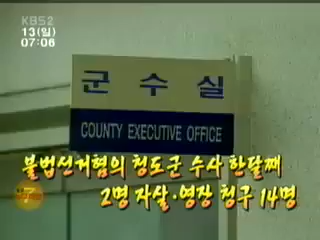 KBS2
13(일)
07:06
군 수 실
COUNTY EXECUTIVE OFFICE
불법선거혐의 청도군 수사 한달째
2명 자살·영장 청구 14명